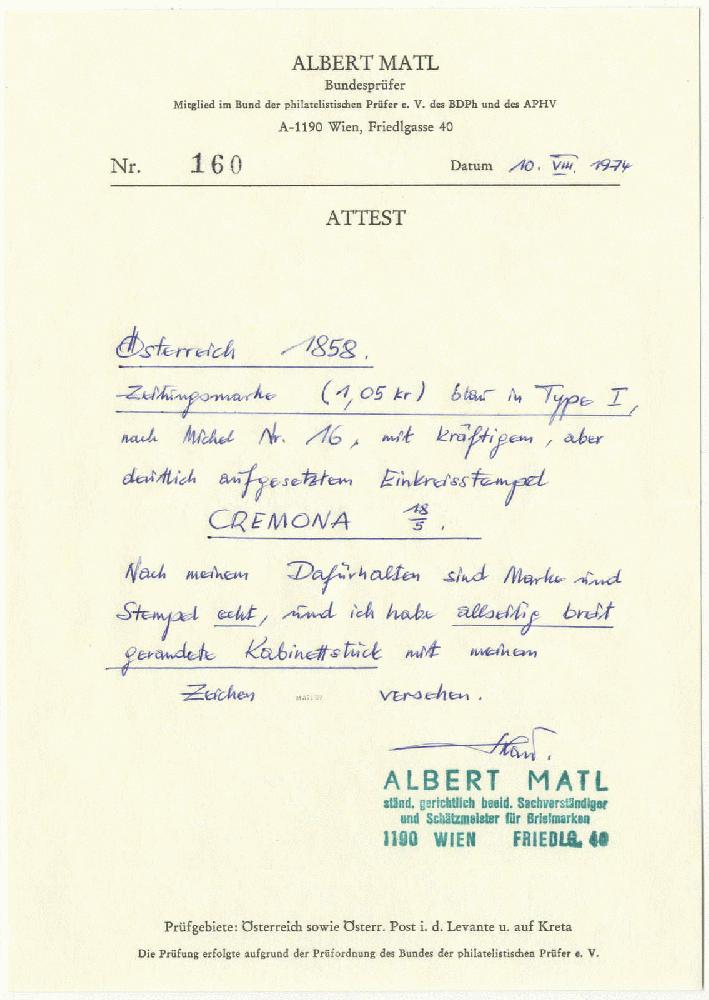 ALBERT MATL
Bundesprüfer
Mitglied im Bund der philatelistischen Prüfer e. V. des BDPh und des APHV
A-1190 Wien, Friedlgasse 40
Nr. 160 Datum 10. VIII. 1974
ATTEST
Österreich 1858.
Zeitungsmarke (1,05 kr) blau in Type I,
nach Michel Nr. 16, mit kräftigem, aber
deutlich aufgesetztem Einkreisstempel
CREMONA 18/5.
Nach meinem Dafürhalten sind Marke und
Stempel echt, und ich habe allseitig breit
gerandete Kabinettstück mit meinem
Zeichen versehen.
ALBERT MATL
ständ. gerichtlich beeid. Sachverständiger
und Schätzmeister für Briefmarken
1190 WIEN FRIEDLG. 40
Prüfgebiete: Österreich sowie Österr. Post i. d. Levante u. auf Kreta
Die Prüfung erfolgte aufgrund der Prüfordnung des Bundes der philatelistischen Prüfer e. V.